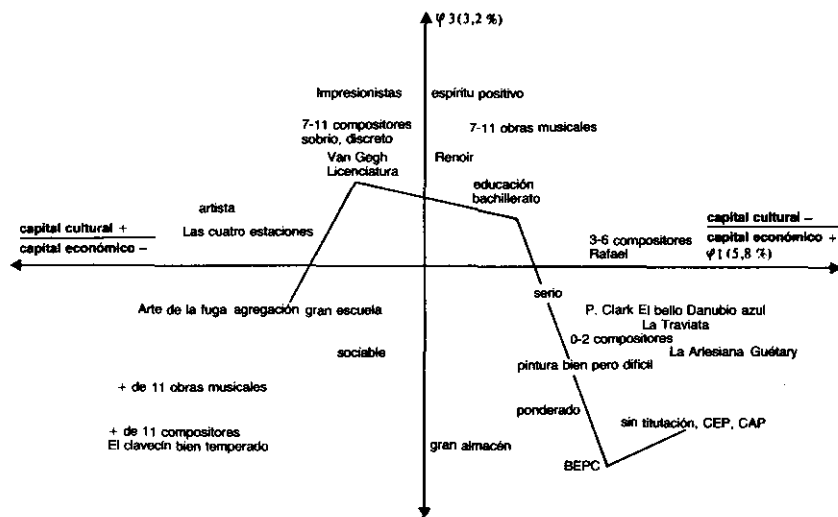 φ 3 (3,2 %)
Impresionistas
espíritu positivo
7-11 compositores
sobrio, discreto
7-11 obras musicales
Van Gegh
Licenciatura
Renoir
educación
bachillerato
artista
capital cultural +
capital económico −
Las cuatro estaciones
capital cultural −
capital económico +
3-6 compositores
Rafael
φ 1 (5,8 %)
serio
Arte de la fuga agregación gran escuela
P. Clark El bello Danubio azul
La Traviata
0-2 compositores
sociable
La Arlesiana Guétary
pintura bien pero difícil
+ de 11 obras musicales
ponderado
sin titulación, CEP, CAP
+ de 11 compositores
El clavecín bien temperado
gran almacén
BEPC